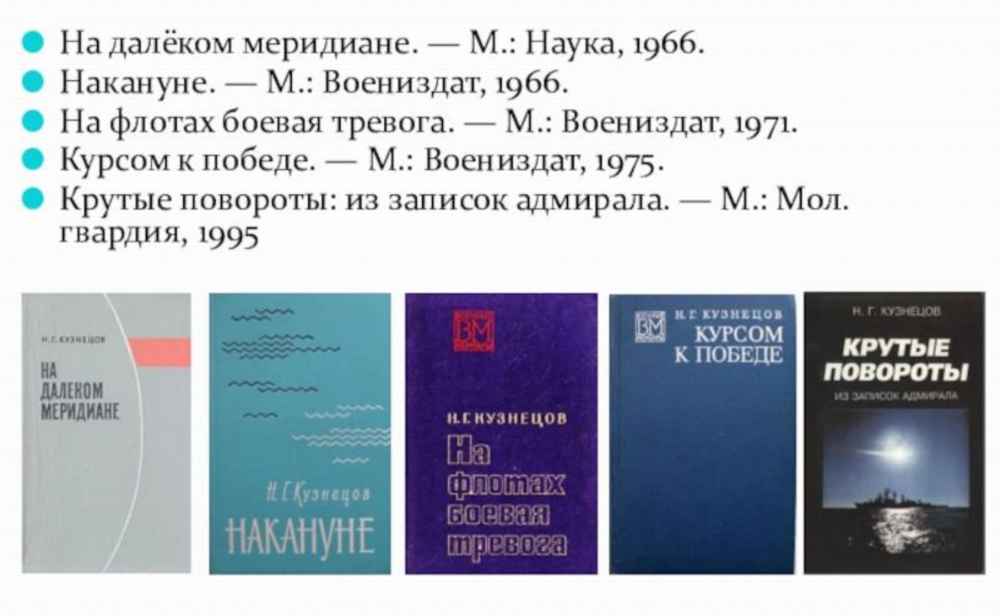 На далёком меридиане. — М.: Наука, 1966.
Накануне. — М.: Воениздат, 1966.
На флотах боевая тревога. — М.: Воениздат, 1971.
Курсом к победе. — М.: Воениздат, 1975.
Крутые повороты: из записок адмирала. — М.: Мол.
гвардия, 1995
Н.Г. КУЗНЕЦОВ
НА
ДАЛЕКОМ
МЕРИДИАНЕ
Н.Г. Кузнецов
НАКАНУНЕ
ВМ
Н.Г. КУЗНЕЦОВ
На
флотах
боевая
тревога
ВМ
Н. Г. КУЗНЕЦОВ
КУРСОМ
К ПОБЕДЕ
Н. Г. КУЗНЕЦОВ
КРУТЫЕ
ПОВОРОТЫ
ИЗ ЗАПИСОК АДМИРАЛА